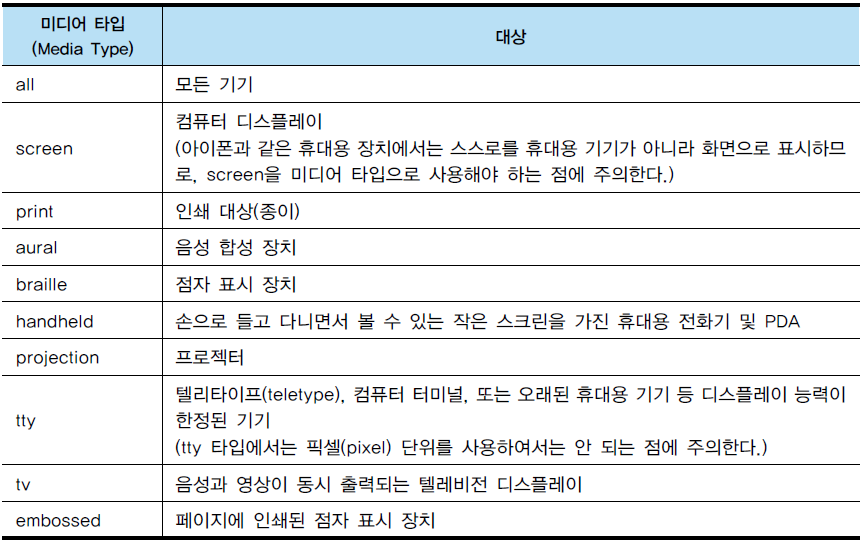 미디어 타입
(Media Type)
대상
all
모든 기기
screen
컴퓨터 디스플레이
(아이폰과 같은 휴대용 장치에서는 스스로를 휴대용 기기가 아니라 화면으로 표시하므
로, screen을 미디어 타입으로 사용해야 하는 점에 주의한다.)
print
인쇄 대상(종이)
aural
음성 합성 장치
braille
점자 표시 장치
handheld
손으로 들고 다니면서 볼 수 있는 작은 스크린을 가진 휴대용 전화기 및 PDA
projection
프로젝터
tty
텔리타이프(teletype), 컴퓨터 터미널, 또는 오래된 휴대용 기기 등 디스플레이 능력이
한정된 기기
(tty 타입에서는 픽셀(pixel) 단위를 사용하여서는 안 되는 점에 주의한다.)
tv
음성과 영상이 동시 출력되는 텔레비전 디스플레이
embossed
페이지에 인쇄된 점자 표시 장치